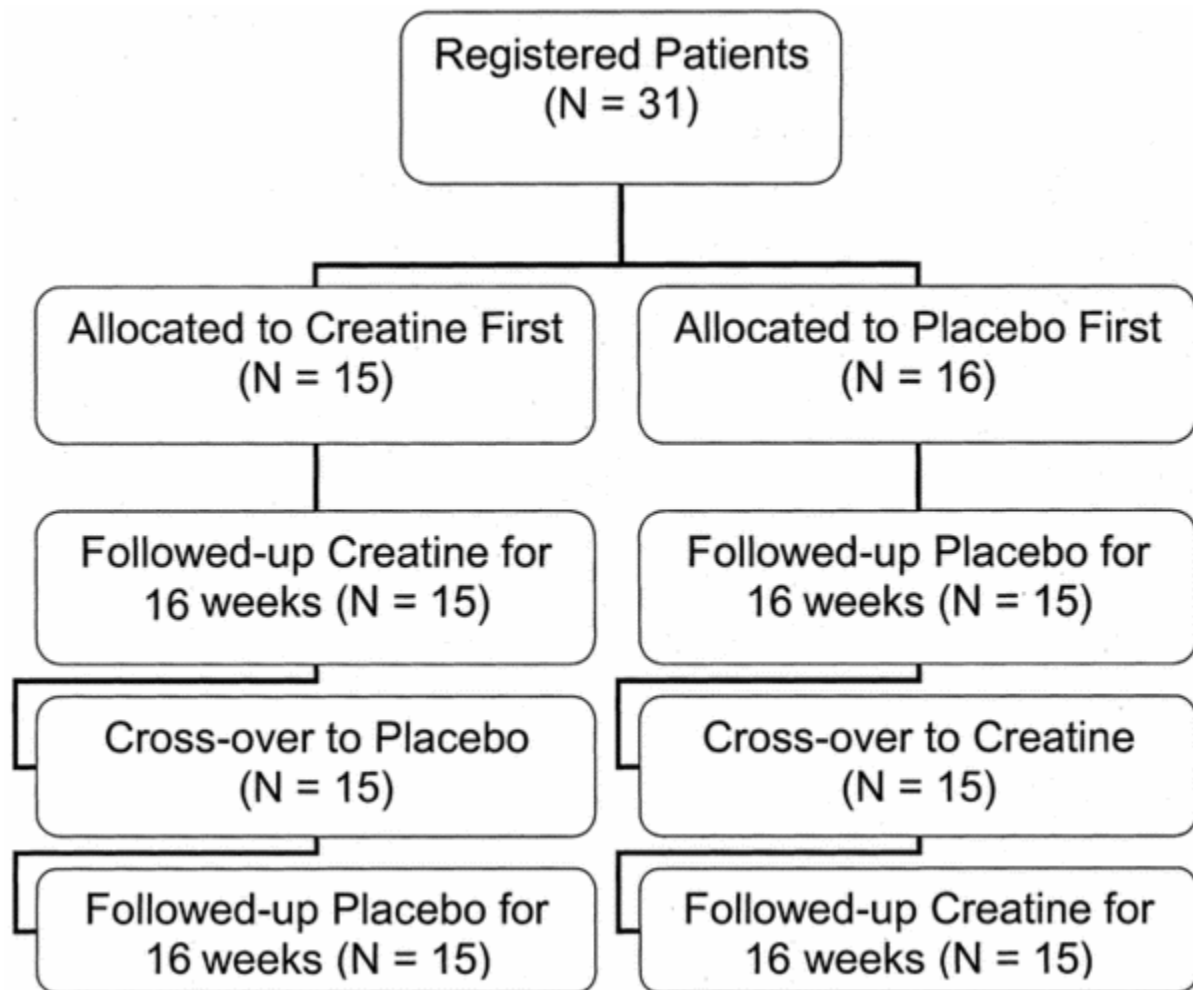 Registered Patients
(N = 31)
Allocated to Creatine First
(N = 15)
Allocated to Placebo First
(N = 16)
Followed-up Creatine for
16 weeks (N = 15)
Followed-up Placebo for
16 weeks (N = 15)
Cross-over to Placebo
(N = 15)
Cross-over to Creatine
(N = 15)
Followed-up Placebo for
16 weeks (N = 15)
Followed-up Creatine for
16 weeks (N = 15)